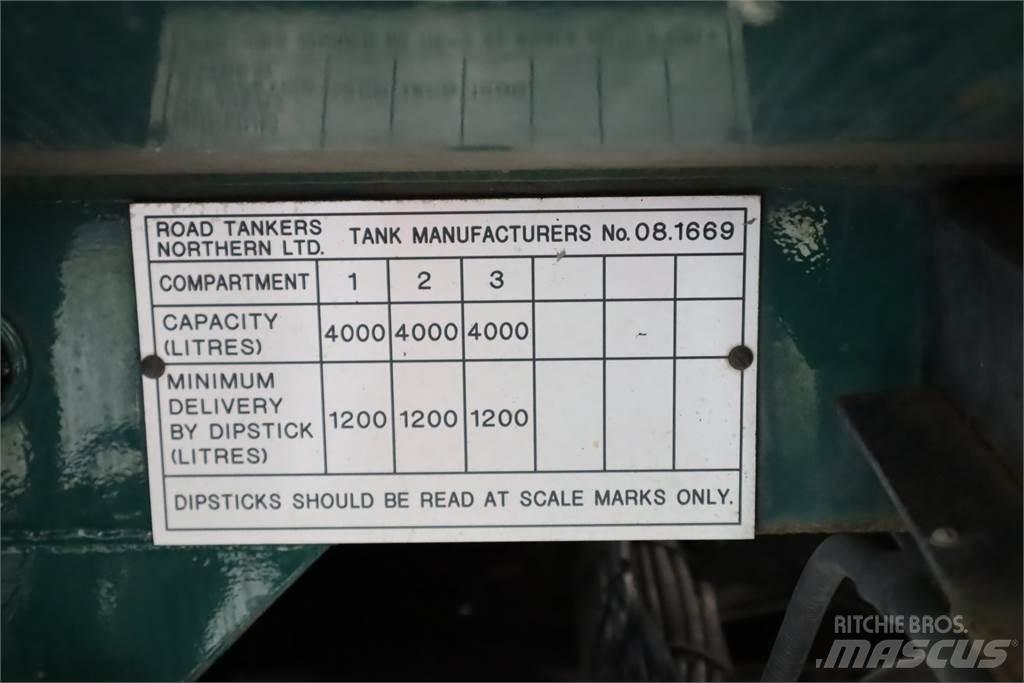 ROAD TANKERS
NORTHERN LTD.
TANK MANUFACTURERS No. 08.1669
COMPARTMENT 1 2 3
CAPACITY
(LITRES)
4000 4000 4000
MINIMUM
DELIVERY
BY DIPSTICK
(LITRES)
1200 1200 1200
DIPSTICKS SHOULD BE READ AT SCALE MARKS ONLY.
RITCHIE BROS.
MASCUS